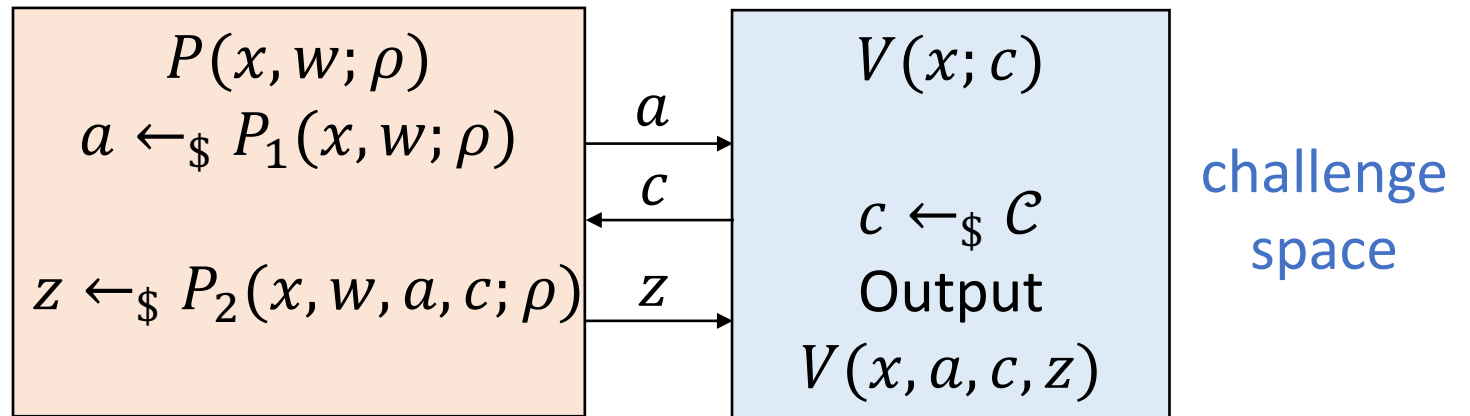 P(x, w; ρ)
a ←$ P₁(x, w; ρ)
z ←$ P₂(x, w, a, c; ρ)
a
c
z
V(x; c)
c ←$ 𝒞
Output
V(x, a, c, z)
challenge
space